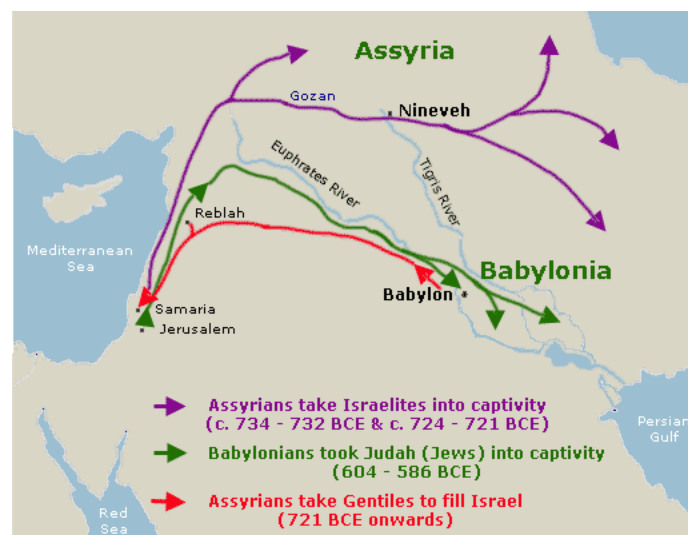 Assyria
Gozan
Nineveh
Euphrates River
Tigris River
Reblah
Mediterranean
Sea
Babylonia
Babylon
Samaria
Jerusalem
Assyrians take Israelites into captivity
(c. 734 - 732 BCE & c. 724 - 721 BCE)
Persian
Gulf
Babylonians took Judah (Jews) into captivity
(604 - 586 BCE)
Assyrians take Gentiles to fill Israel
(721 BCE onwards)
Red
Sea